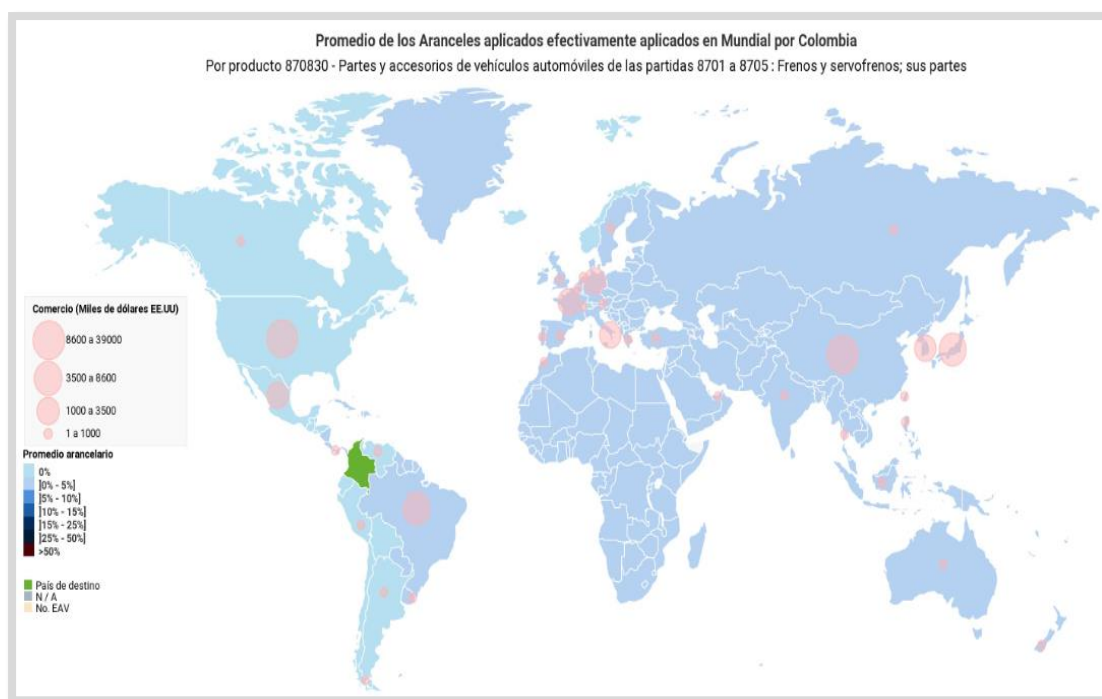 Promedio de los Aranceles aplicados efectivamente aplicados en Mundial por Colombia
Por producto 870830 - Partes y accesorios de vehículos automóviles de las partidas 8701 a 8705 : Frenos y servofrenos; sus partes
Comercio (Miles de dólares EE.UU)
8600 a 39000
3500 a 8600
1000 a 3500
1 a 1000
Promedio arancelario
0%
]0% - 5%]
]5% - 10%]
]10% - 15%]
]15% - 25%]
]25% - 50%]
>50%
País de destino
N / A
No. EAV